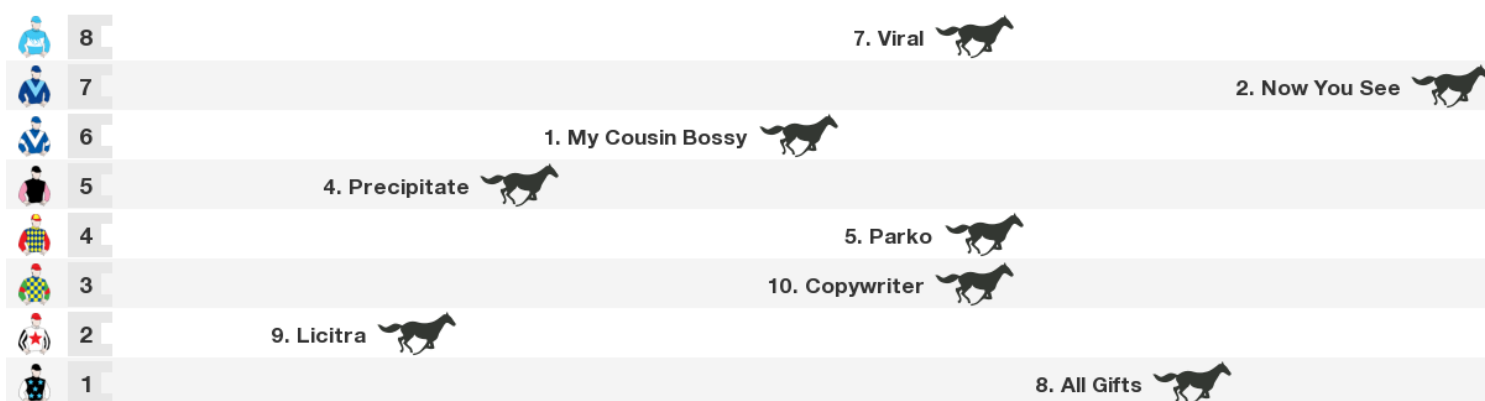 8 7. Viral
7 2. Now You See
6 1. My Cousin Bossy
5 4. Precipitate
4 5. Parko
3 10. Copywriter
2 9. Licitra
1 8. All Gifts